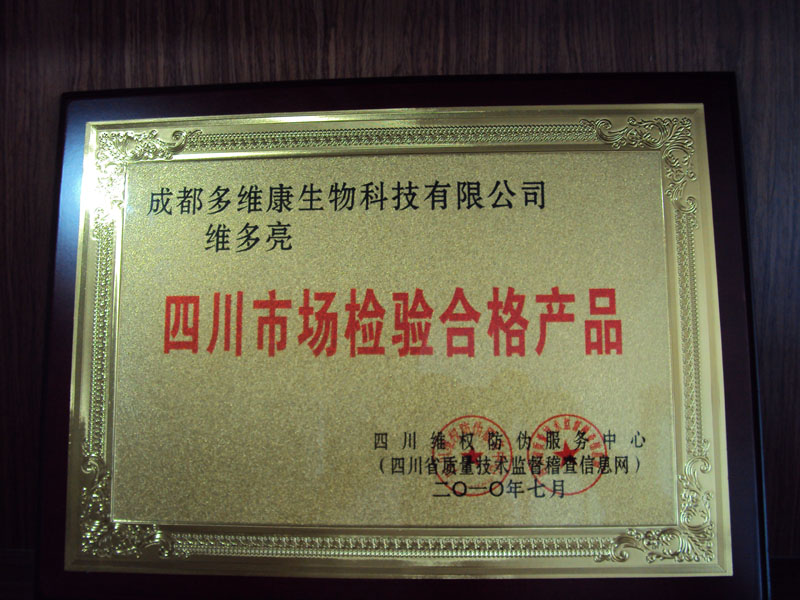 成都多维康生物科技有限公司
维多亮
四川市场检验合格产品
四川维权防伪服务中心
（四川省质量技术监督稽查信息网）
二〇一〇年七月